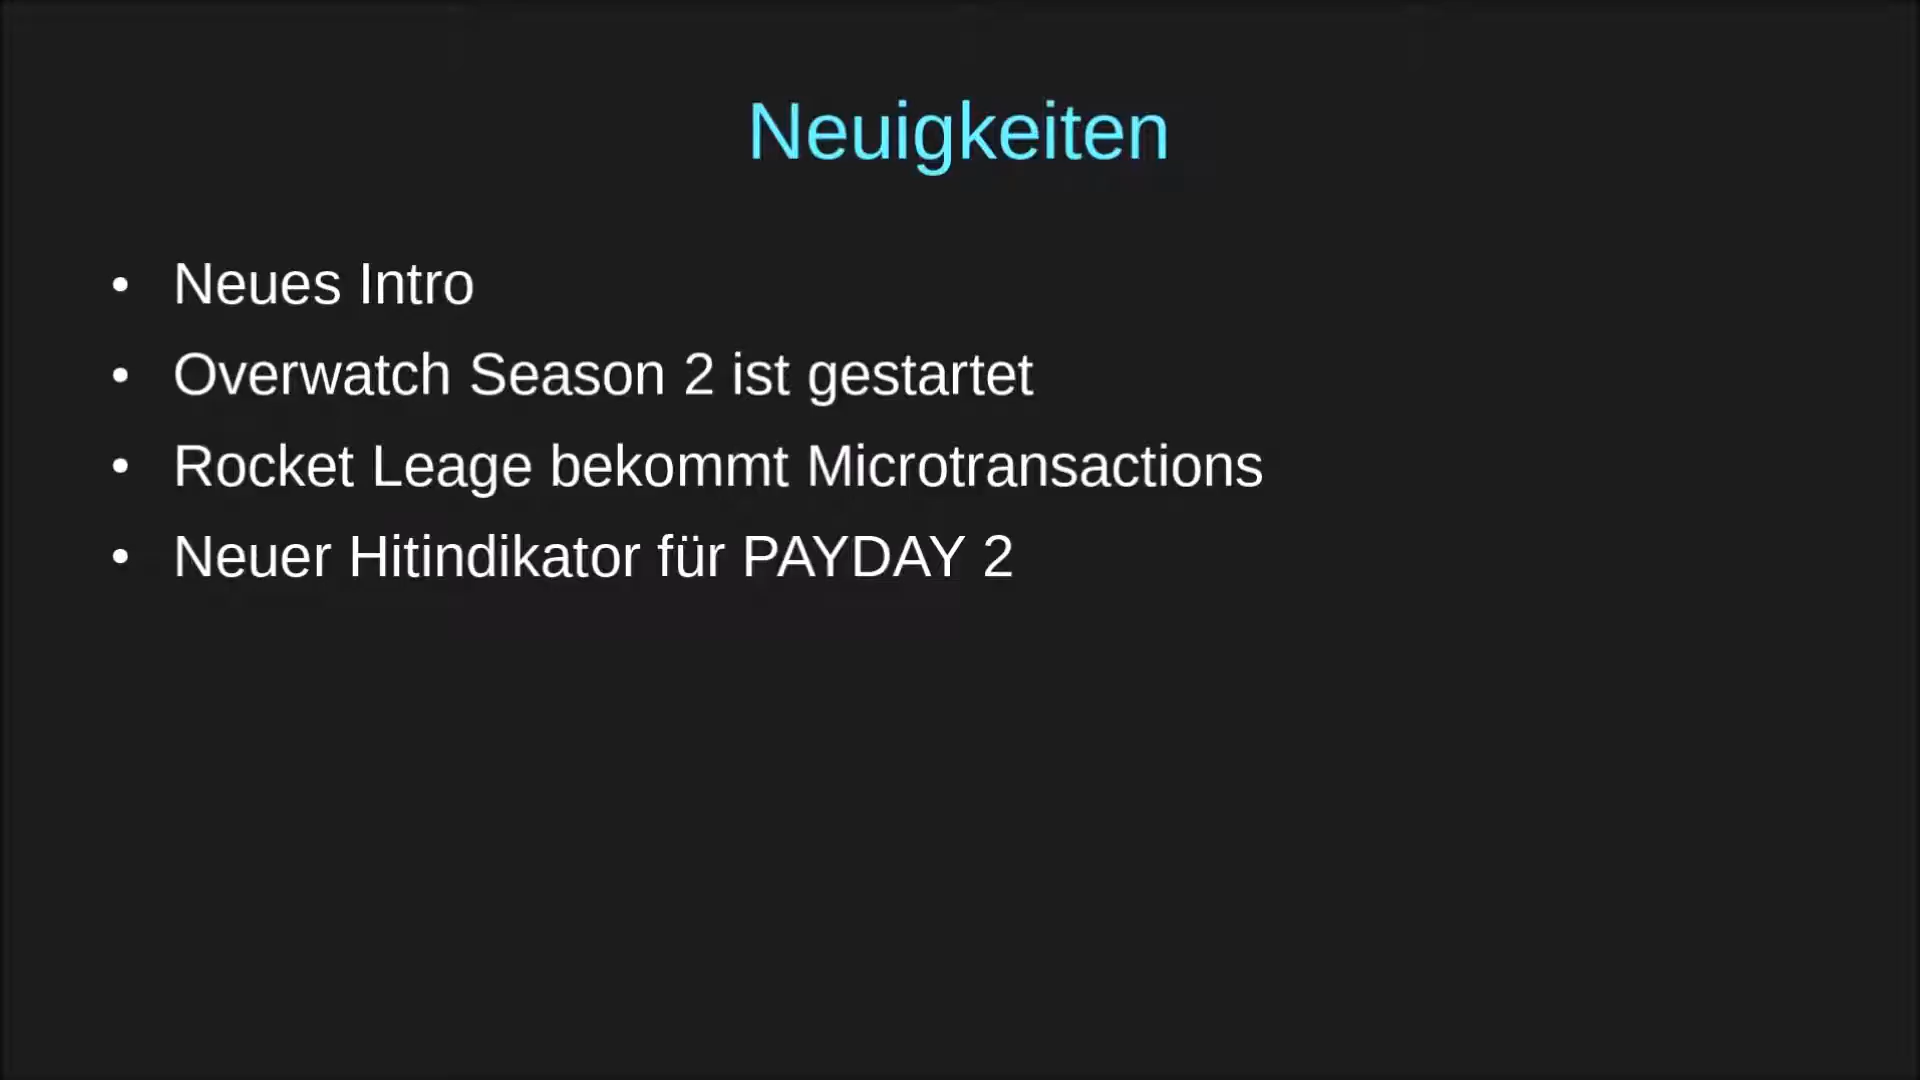 Neuigkeiten
• Neues Intro
• Overwatch Season 2 ist gestartet
• Rocket Leage bekommt Microtransactions
• Neuer Hitindikator für PAYDAY 2